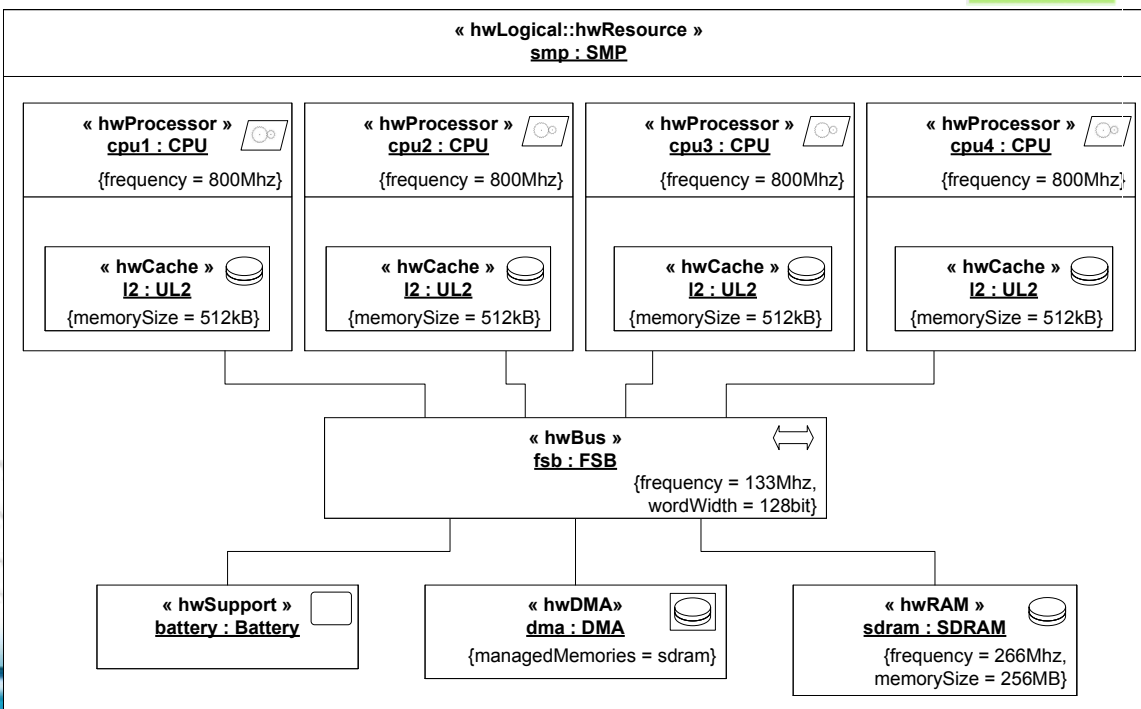 « hwLogical::hwResource »
smp : SMP
« hwProcessor »
cpu1 : CPU
{frequency = 800Mhz}
« hwCache »
l2 : UL2
{memorySize = 512kB}
« hwProcessor »
cpu2 : CPU
{frequency = 800Mhz}
« hwCache »
l2 : UL2
{memorySize = 512kB}
« hwProcessor »
cpu3 : CPU
{frequency = 800Mhz}
« hwCache »
l2 : UL2
{memorySize = 512kB}
« hwProcessor »
cpu4 : CPU
{frequency = 800Mhz}
« hwCache »
l2 : UL2
{memorySize = 512kB}
« hwBus »
fsb : FSB
{frequency = 133Mhz,
wordWidth = 128bit}
« hwSupport »
battery : Battery
« hwDMA»
dma : DMA
{managedMemories = sdram}
« hwRAM »
sdram : SDRAM
{frequency = 266Mhz,
memorySize = 256MB}